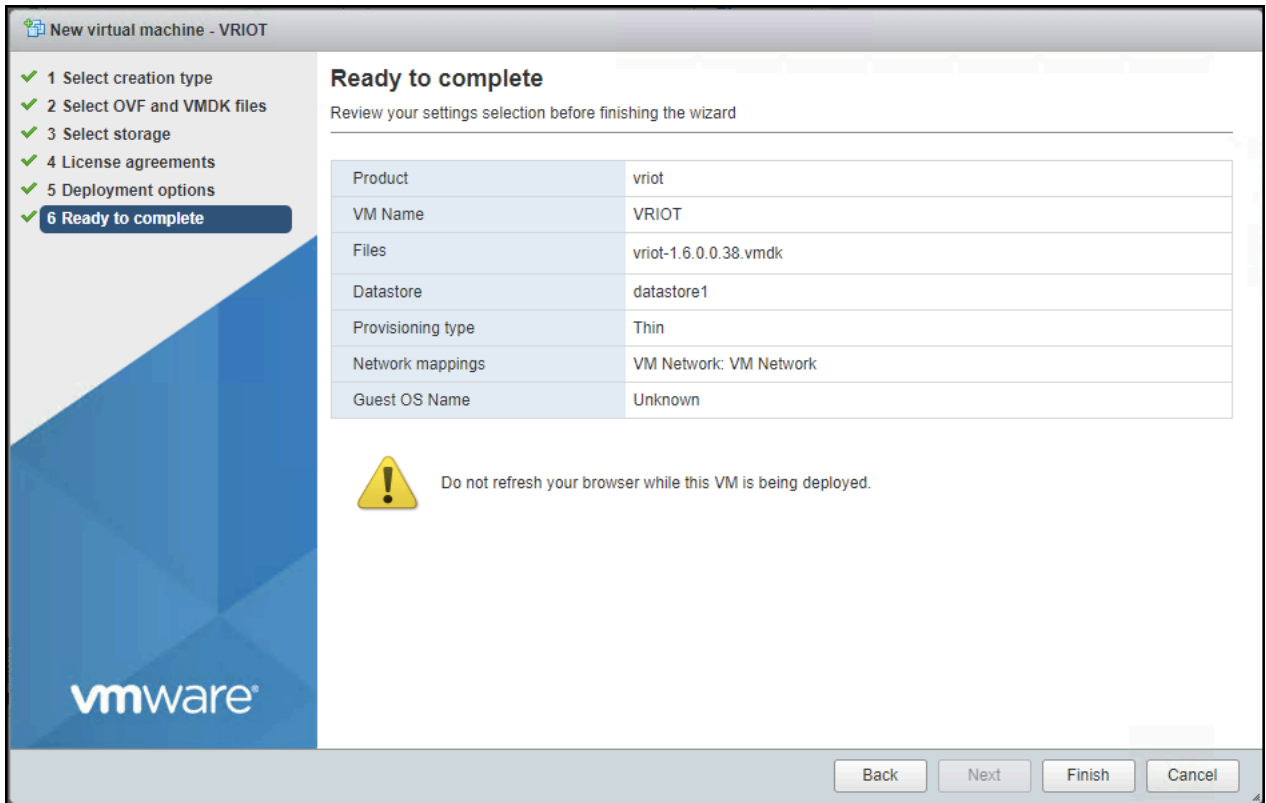 New virtual machine - VRIOT
1 Select creation type
2 Select OVF and VMDK files
3 Select storage
4 License agreements
5 Deployment options
6 Ready to complete
vmware®
Ready to complete
Review your settings selection before finishing the wizard
Product vriot
VM Name VRIOT
Files vriot-1.6.0.0.38.vmdk
Datastore datastore1
Provisioning type Thin
Network mappings VM Network: VM Network
Guest OS Name Unknown
Do not refresh your browser while this VM is being deployed.
Back Next Finish Cancel